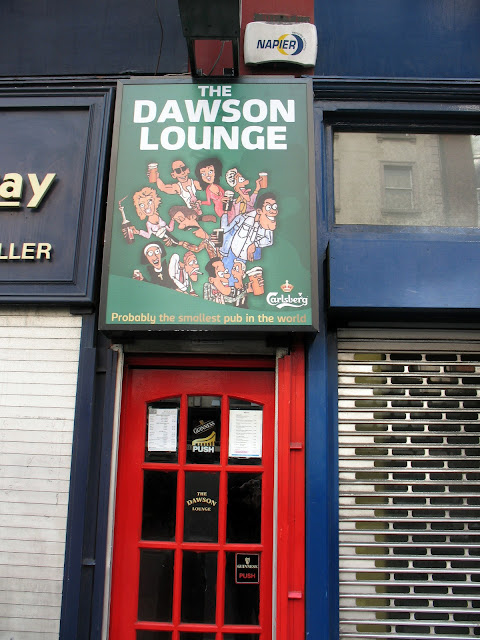 NAPIER
THE
DAWSON
LOUNGE
Carlsberg
Probably the smallest pub in the world
ay
LLER
GUINNESS
PUSH
THE
DAWSON
LOUNGE
GUINNESS
PUSH